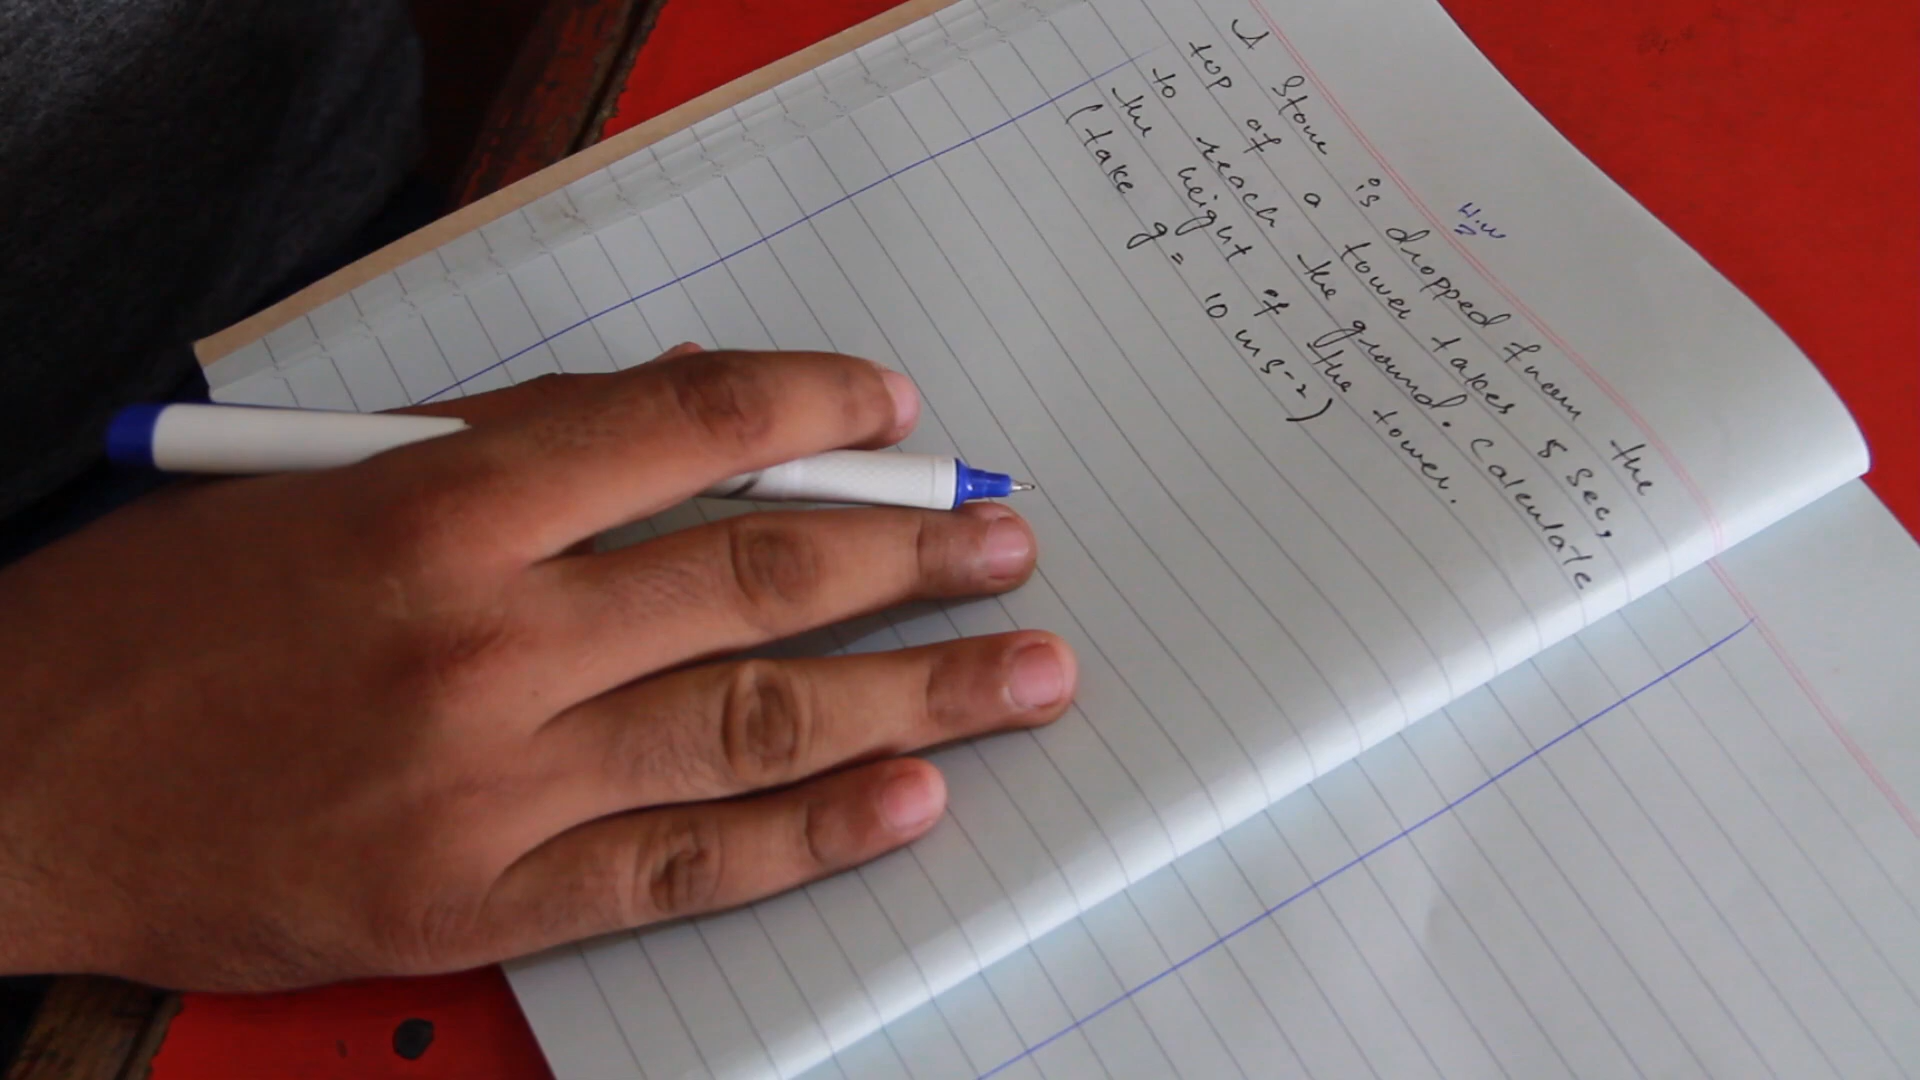 H.W
A stone is dropped from the
top of a tower takes 5 sec,
to reach the ground. Calculate
the height of the tower.
(take g = 10 ms-2)